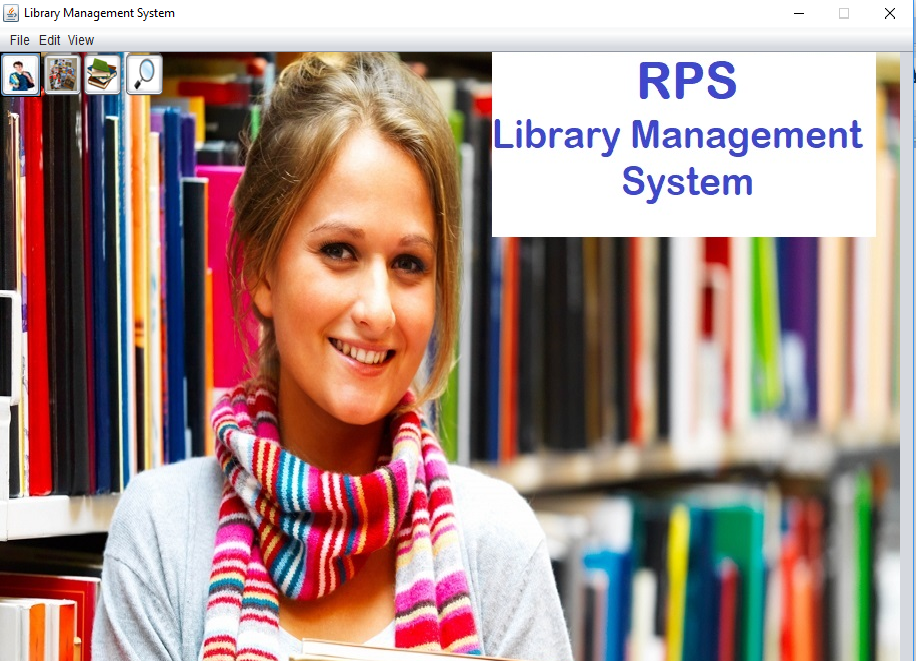 Library Management System
File Edit View
RPS
Library Management
System